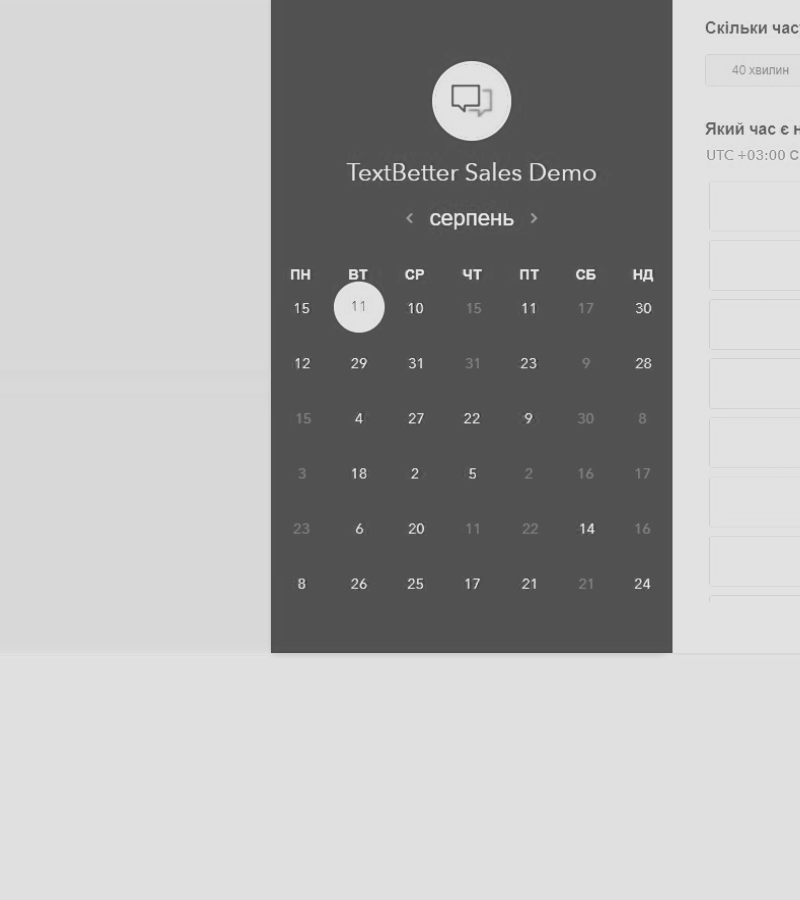 TextBetter Sales Demo
серпень
ПН ВТ СР ЧТ ПТ СБ НД
15 11 10 15 11 17 30
12 29 31 31 23 9 28
15 4 27 22 9 30 8
3 18 2 5 2 16 17
23 6 20 11 22 14 16
8 26 25 17 21 21 24
Скільки час
40 хвилин
Який час є н
UTC +03:00 С